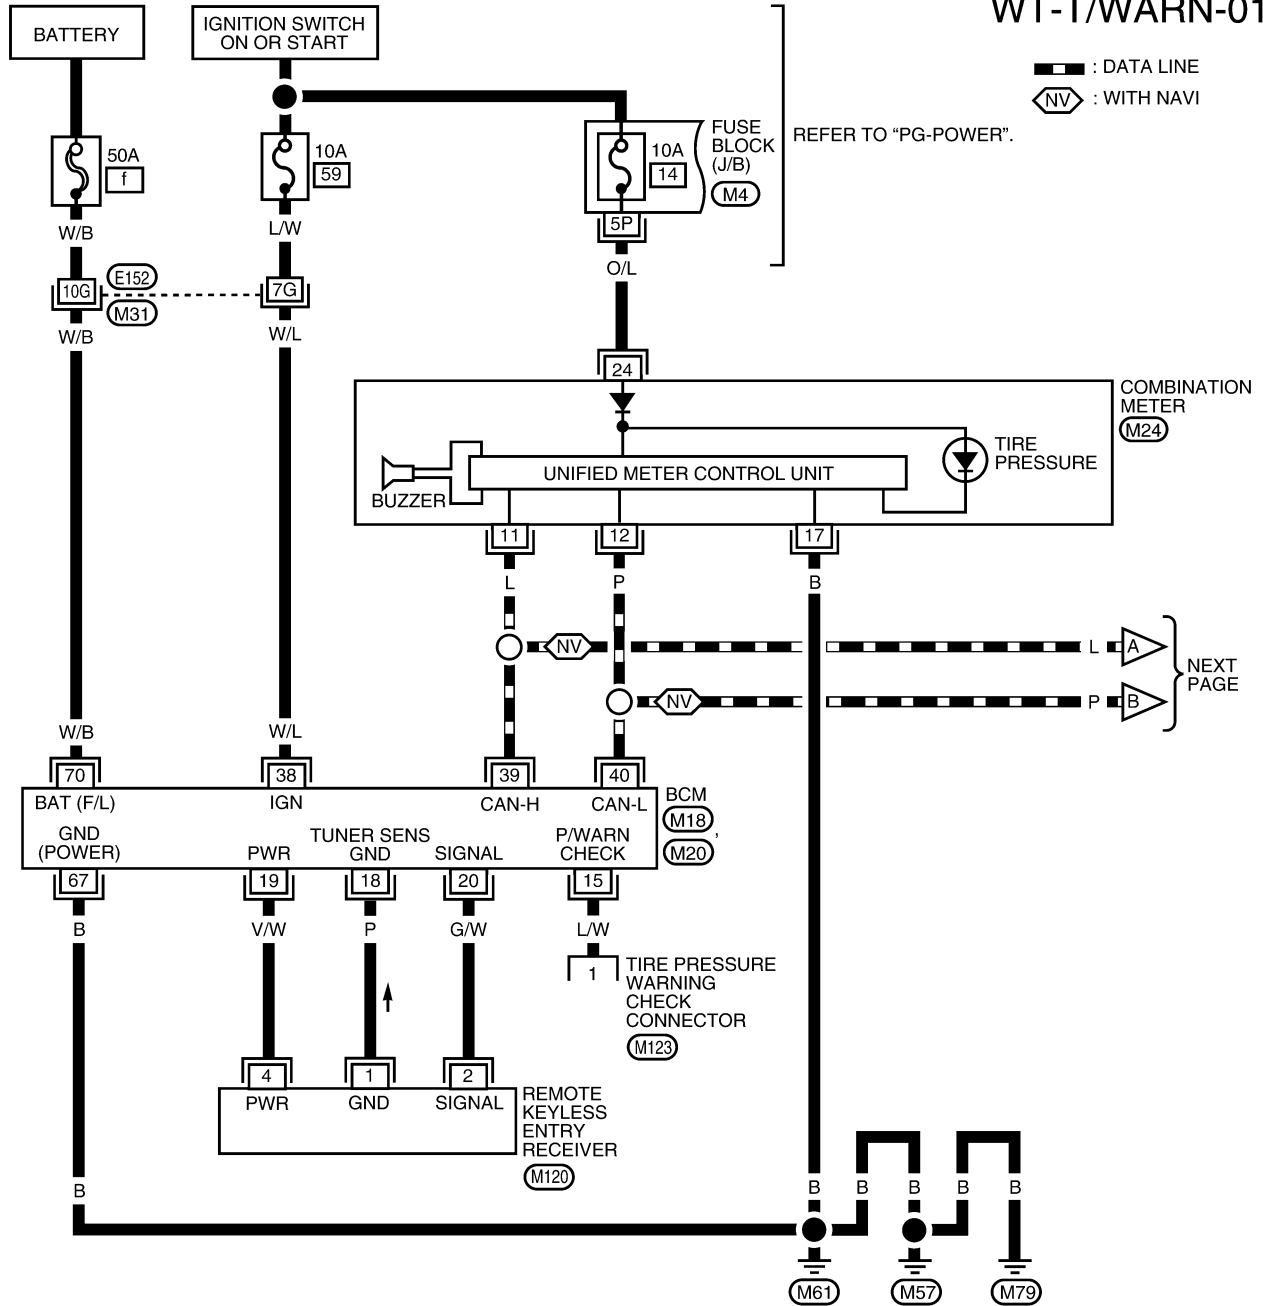 WT-T/WARN-01
BATTERY
IGNITION SWITCH
ON OR START
: DATA LINE
NV : WITH NAVI
50A
f
10A
59
10A
14
FUSE
BLOCK
(J/B)
M4
REFER TO “PG-POWER”.
5P
W/B
L/W
O/L
10G
E152
M31
7G
W/B
W/L
24
COMBINATION
METER
M24
TIRE
PRESSURE
UNIFIED METER CONTROL UNIT
BUZZER
11
12
17
L
P
B
NV
L
A
NV
P
B
NEXT
PAGE
W/B
W/L
70
38
39
40
BAT (F/L)
IGN
CAN-H
CAN-L
BCM
M18
,
M20
GND
(POWER)
TUNER SENS
PWR
GND
SIGNAL
P/WARN
CHECK
67
19
18
20
15
B
V/W
P
G/W
L/W
1
TIRE PRESSURE
WARNING
CHECK
CONNECTOR
M123
4
1
2
PWR
GND
SIGNAL
REMOTE
KEYLESS
ENTRY
RECEIVER
M120
B
B
B
B
B
B
M61
M57
M79